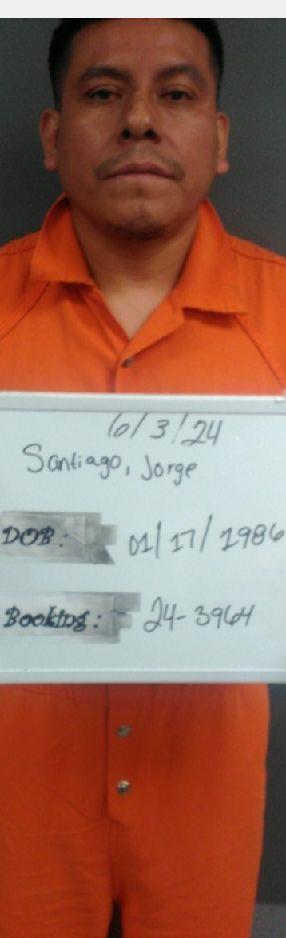 6/3/24
Santiago, Jorge
DOB: 01/17/1986
Booking: 24-3964